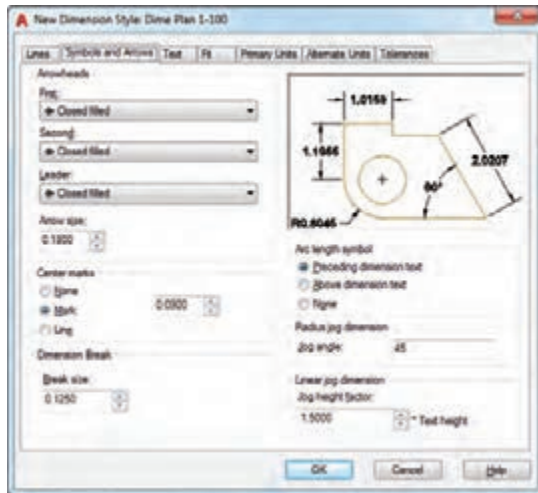 New Dimension Style: Dime Plan 1-100
Lines Symbols and Arrows Text Fit Primary Units Alternate Units Tolerances
Arrowheads
First:
Closed filled
Second:
Closed filled
Leader:
Closed filled
Arrow size:
0.1800
Center marks
None
Mark 0.0900
Line
Dimension Break
Break size:
0.1250
1.0159
1.1955
2.0207
60°
R0.8045
Arc length symbol
Preceding dimension text
Above dimension text
None
Radius jog dimension
Jog angle: 45
Linear jog dimension
Jog height factor:
1.5000 * Text height
OK Cancel Help